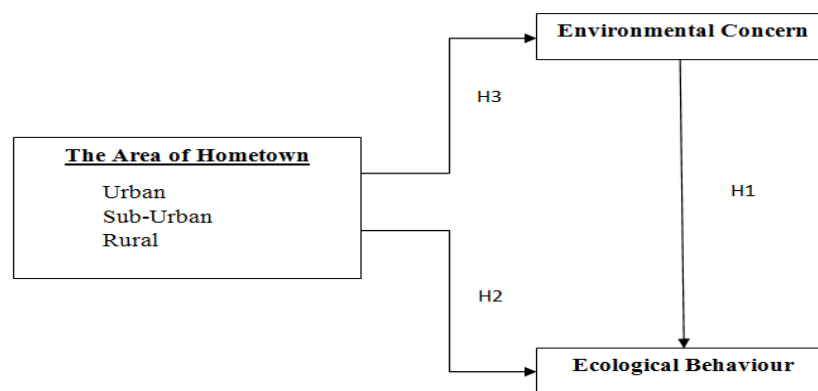 Environmental Concern
H3
The Area of Hometown
Urban
Sub-Urban
Rural
H1
H2
Ecological Behaviour